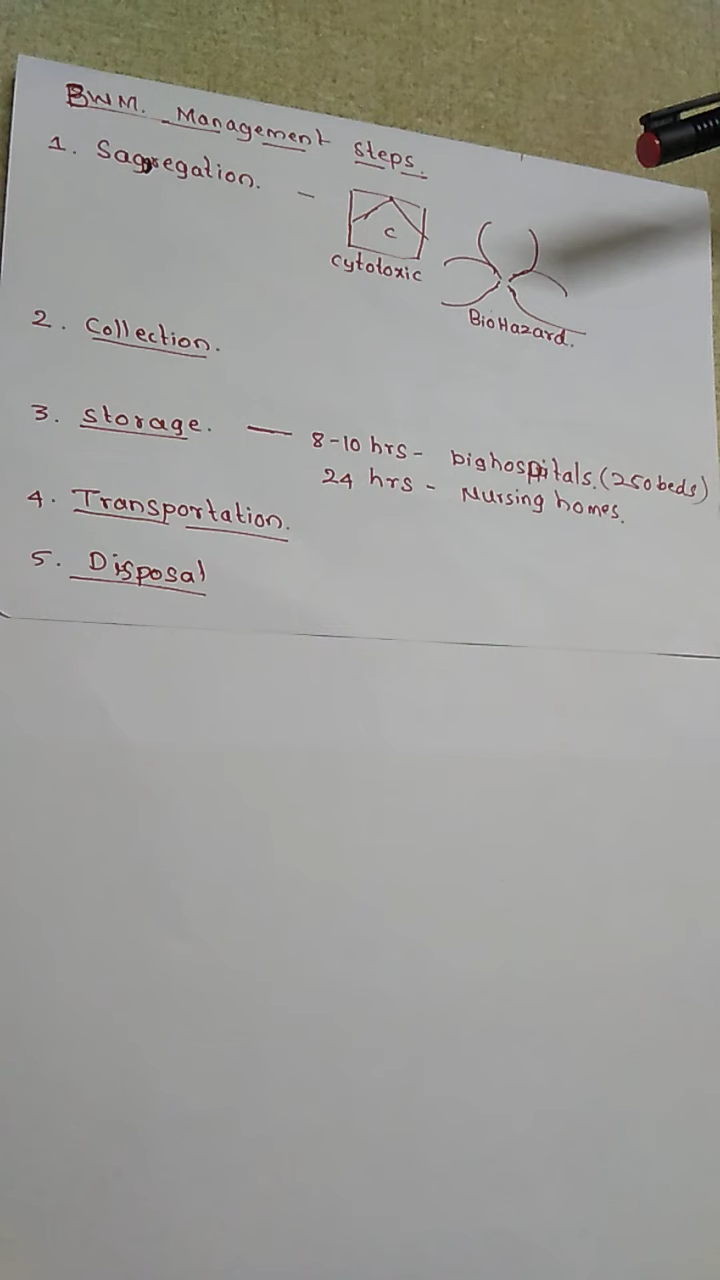 BWM. Management steps.
1. Saggregation. -
C
cytotoxic
BioHazard.
2. Collection.
3. storage. — 8-10 hrs - big hospitals. (250 beds)
24 hrs - Nursing homes.
4. Transportation.
5. Disposal